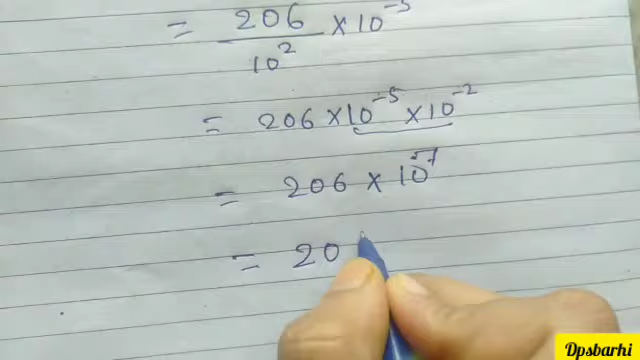 = 206/10² × 10⁻⁵
= 206 × 10⁻⁵ × 10⁻²
= 206 × 10⁻⁷
= 20
Dpsbarhi